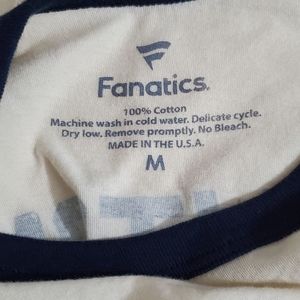 Fanatics
100% Cotton
Machine wash in cold water. Delicate cycle.
Dry low. Remove promptly. No Bleach.
MADE IN THE U.S.A.
M